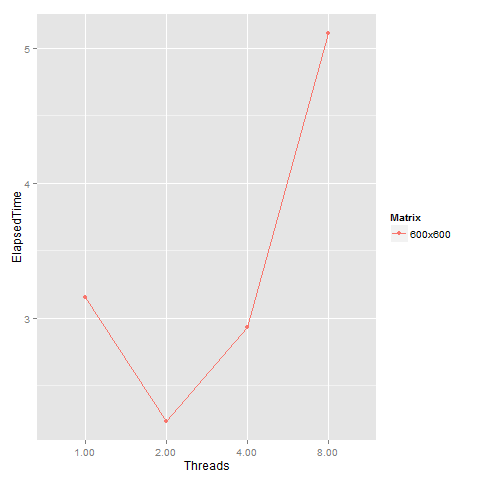 ElapsedTime
5
4
3
1.00 2.00 4.00 8.00
Threads
Matrix
600x600